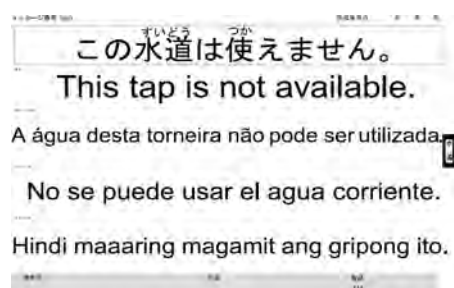 この水道は使えません。
This tap is not available.
A água desta torneira não pode ser utilizada.
No se puede usar el agua corriente.
Hindi maaaring magamit ang gripong ito.